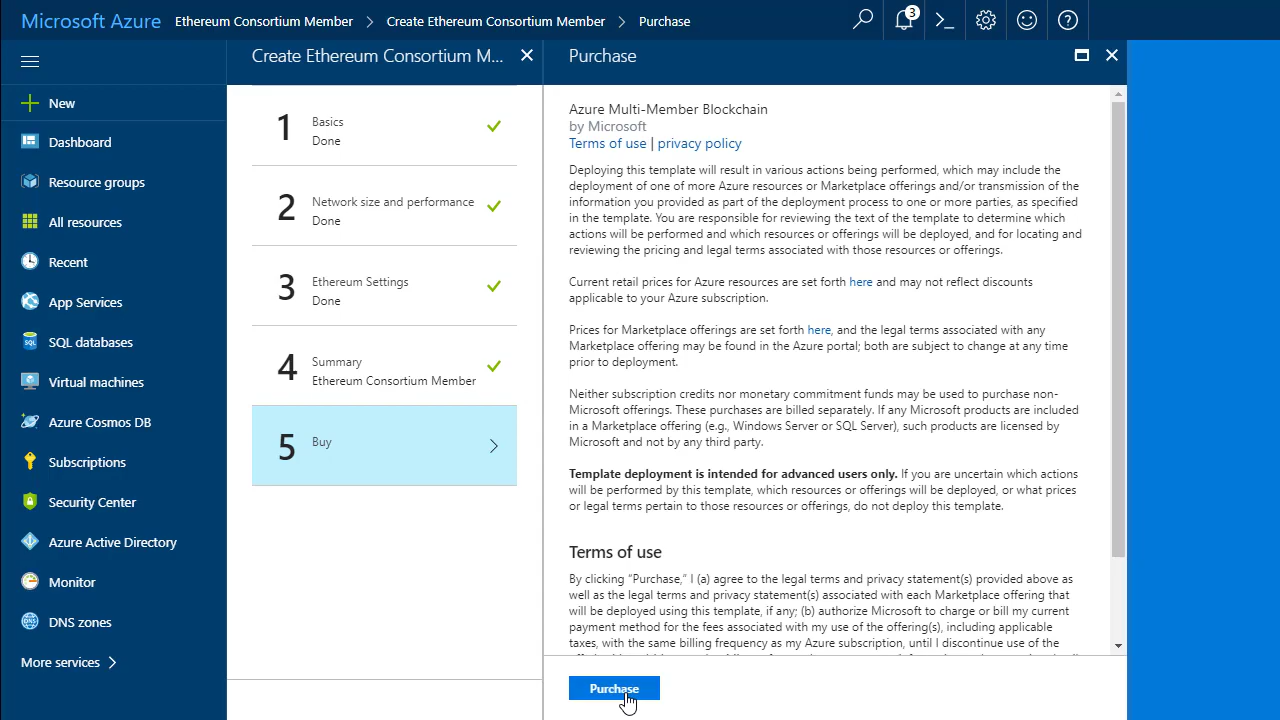 Microsoft Azure Ethereum Consortium Member > Create Ethereum Consortium Member > Purchase
3
New
Dashboard
Resource groups
All resources
Recent
App Services
SQL databases
Virtual machines
Azure Cosmos DB
Subscriptions
Security Center
Azure Active Directory
Monitor
DNS zones
More services >
Create Ethereum Consortium M...
1 Basics
Done
2 Network size and performance
Done
3 Ethereum Settings
Done
4 Summary
Ethereum Consortium Member
5 Buy
Purchase
Azure Multi-Member Blockchain
by Microsoft
Terms of use | privacy policy
Deploying this template will result in various actions being performed, which may include the
deployment of one of more Azure resources or Marketplace offerings and/or transmission of the
information you provided as part of the deployment process to one or more parties, as specified
in the template. You are responsible for reviewing the text of the template to determine which
actions will be performed and which resources or offerings will be deployed, and for locating and
reviewing the pricing and legal terms associated with those resources or offerings.
Current retail prices for Azure resources are set forth here and may not reflect discounts
applicable to your Azure subscription.
Prices for Marketplace offerings are set forth here, and the legal terms associated with any
Marketplace offering may be found in the Azure portal; both are subject to change at any time
prior to deployment.
Neither subscription credits nor monetary commitment funds may be used to purchase non-
Microsoft offerings. These purchases are billed separately. If any Microsoft products are included
in a Marketplace offering (e.g., Windows Server or SQL Server), such products are licensed by
Microsoft and not by any third party.
Template deployment is intended for advanced users only. If you are uncertain which actions
will be performed by this template, which resources or offerings will be deployed, or what prices
or legal terms pertain to those resources or offerings, do not deploy this template.
Terms of use
By clicking "Purchase," I (a) agree to the legal terms and privacy statement(s) provided above as
well as the legal terms and privacy statement(s) associated with each Marketplace offering that
will be deployed using this template, if any; (b) authorize Microsoft to charge or bill my current
payment method for the fees associated with my use of the offering(s), including applicable
taxes, with the same billing frequency as my Azure subscription, until I discontinue use of the
Purchase